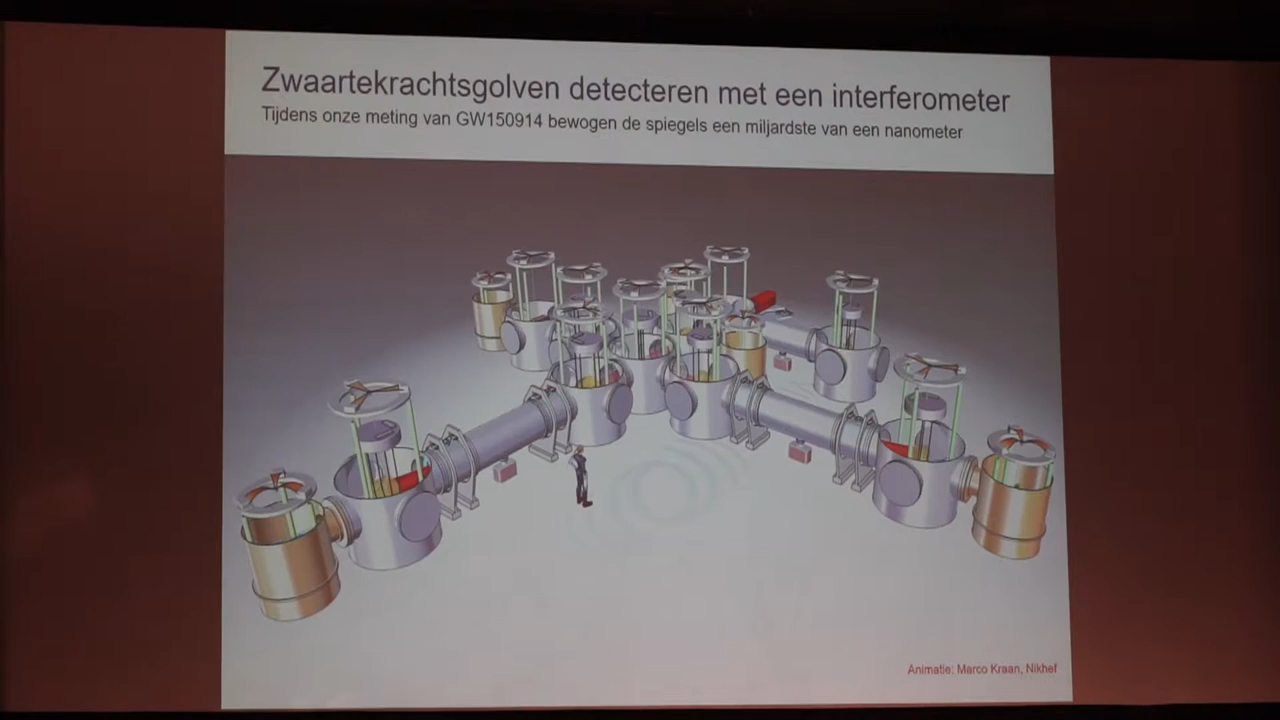 Zwaartekrachtsgolven detecteren met een interferometer
Tijdens onze meting van GW150914 bewogen de spiegels een miljardste van een nanometer
Animatie: Marco Kraan, Nikhef